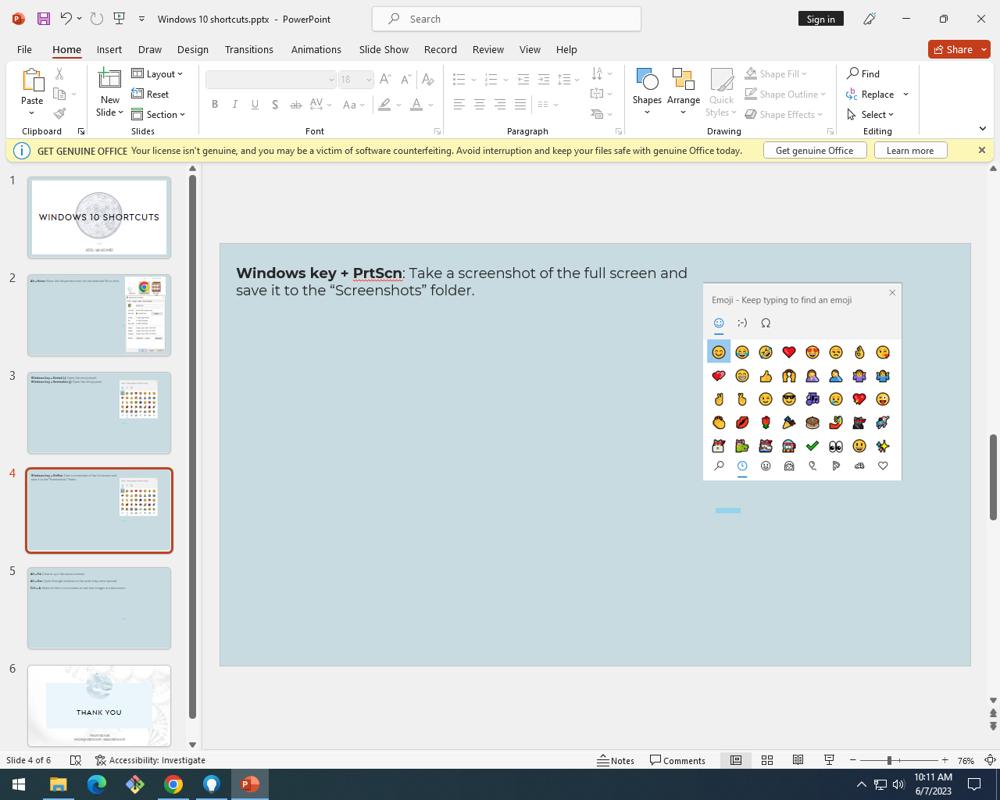 Windows 10 shortcuts.pptx - PowerPoint
Search
Sign in
File Home Insert Draw Design Transitions Animations Slide Show Record Review View Help
Share
Paste
Clipboard
New Slide
Layout
Reset
Section
Slides
18
Font
Paragraph
Shapes
Arrange
Quick Styles
Shape Fill
Shape Outline
Shape Effects
Drawing
Find
Replace
Select
Editing
GET GENUINE OFFICE Your license isn't genuine, and you may be a victim of software counterfeiting. Avoid interruption and keep your files safe with genuine Office today.
Get genuine Office
Learn more
1
WINDOWS 10 SHORTCUTS
2
3
4
5
6
THANK YOU
Windows key + PrtScn: Take a screenshot of the full screen and
save it to the “Screenshots” folder.
Emoji - Keep typing to find an emoji
Slide 4 of 6
Accessibility: Investigate
Notes
Comments
76%
10:11 AM
6/7/2023